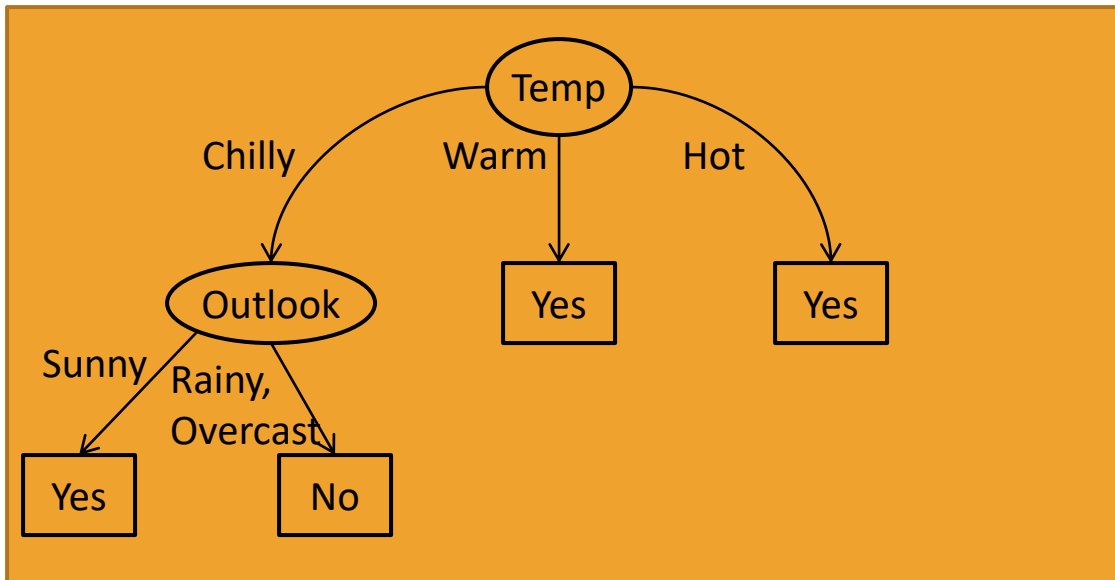 Temp
Chilly
Warm
Hot
Outlook
Yes
Yes
Sunny
Rainy,
Overcast
Yes
No